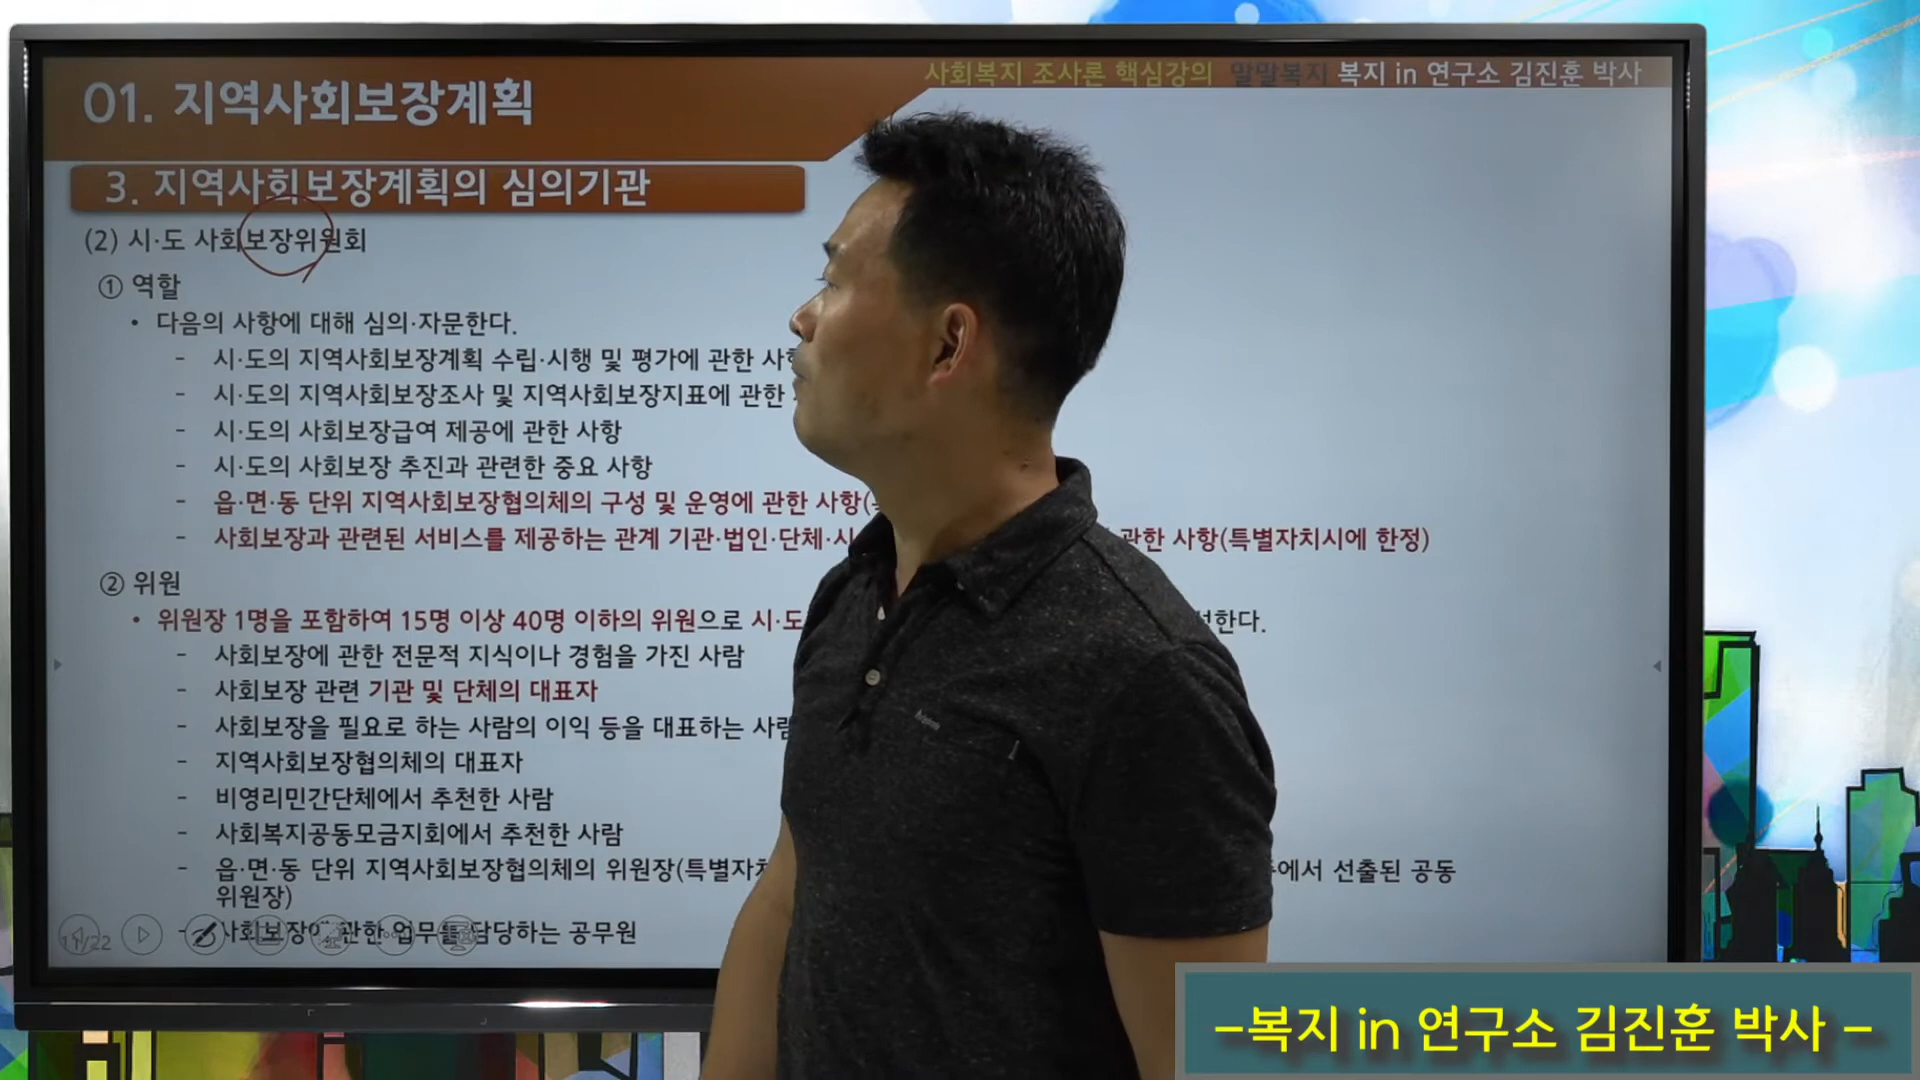 사회복지 조사론 핵심강의 말말복지 복지 in 연구소 김진훈 박사
01. 지역사회보장계획
3. 지역사회보장계획의 심의기관
(2) 시·도 사회보장위원회
① 역할
• 다음의 사항에 대해 심의·자문한다.
- 시·도의 지역사회보장계획 수립·시행 및 평가에 관한
- 시·도의 지역사회보장조사 및 지역사회보장지표에 관한
- 시·도의 사회보장급여 제공에 관한 사항
- 시·도의 사회보장 추진과 관련한 중요 사항
- 읍·면·동 단위 지역사회보장협의체의 구성 및 운영에 관한 사항(
- 사회보장과 관련된 서비스를 제공하는 관계 기관·법인·단체· 관한 사항(특별자치시에 한정)
② 위원
• 위원장 1명을 포함하여 15명 이상 40명 이하의 위원으로 시·도
- 사회보장에 관한 전문적 지식이나 경험을 가진 사람
- 사회보장 관련 기관 및 단체의 대표자
- 사회보장을 필요로 하는 사람의 이익 등을 대표하는 사람
- 지역사회보장협의체의 대표자
- 비영리민간단체에서 추천한 사람
- 사회복지공동모금지회에서 추천한 사람
- 읍·면·동 단위 지역사회보장협의체의 위원장( 선출된 공동
위원장)
- 사회보장에 관한 업무를 담당하는 공무원
11/22
-복지 in 연구소 김진훈 박사 -